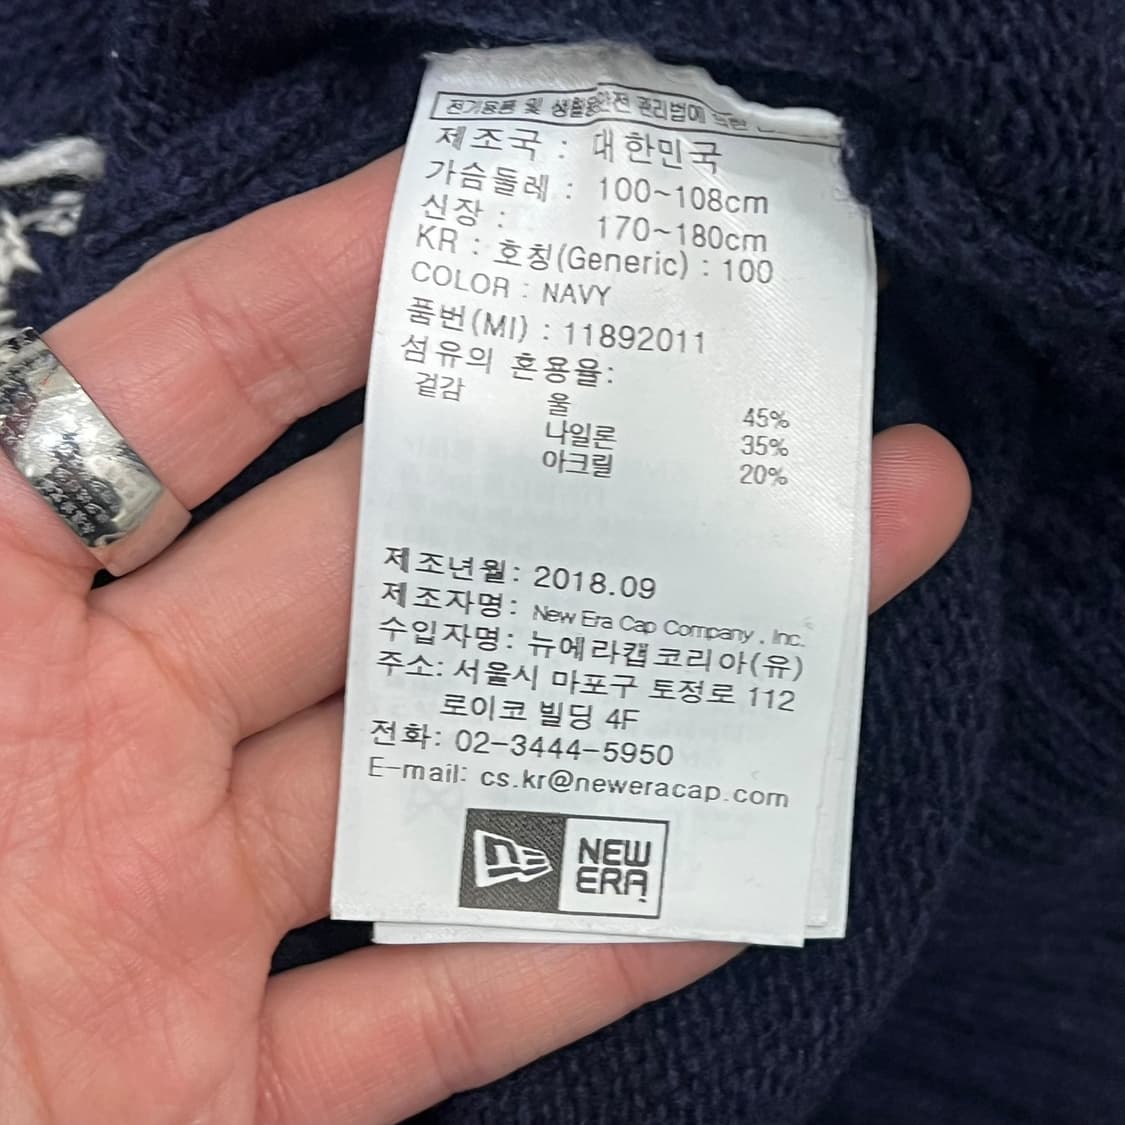 전기용품 및 생활용안전 관리법에
제조국 : 대한민국
가슴둘레 : 100~108cm
신장 : 170~180cm
KR : 호칭(Generic) : 100
COLOR : NAVY
품번(MI) : 11892011
섬유의 혼용율:
겉감 울 45%
나일론 35%
아크릴 20%
제조년월: 2018.09
제조자명: New Era Cap Company, Inc.
수입자명: 뉴에라캡코리아(유)
주소: 서울시 마포구 토정로 112
로이코 빌딩 4F
전화: 02-3444-5950
E-mail: cs.kr@neweracap.com
NEW
ERA